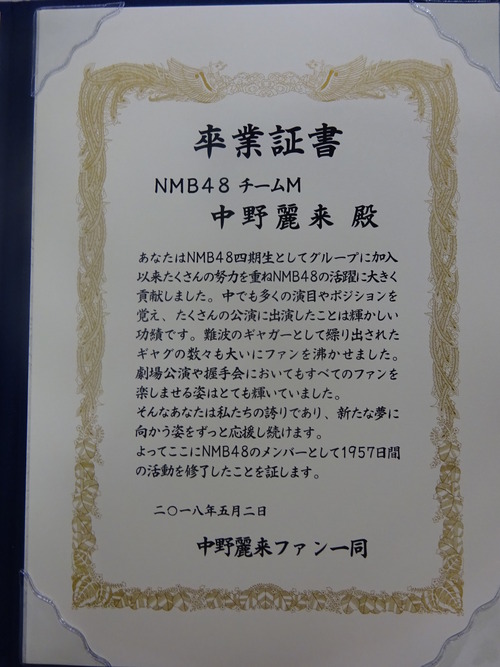 卒業証書
NMB48 チームM
中野麗来 殿
あなたはNMB48四期生としてグループに加入
以来たくさんの努力を重ねNMB48の活躍に大きく
貢献しました。中でも多くの演目やポジションを
覚え、たくさんの公演に出演したことは輝かしい
功績です。難波のギャガーとして繰り出された
ギャグの数々も大いにファンを沸かせました。
劇場公演や握手会においてもすべてのファンを
楽しませる姿はとても輝いていました。
そんなあなたは私たちの誇りであり、新たな夢に
向かう姿をずっと応援し続けます。
よってここにNMB48のメンバーとして1957日間
の活動を修了したことを証します。
二〇一八年五月二日
中野麗来ファン一同